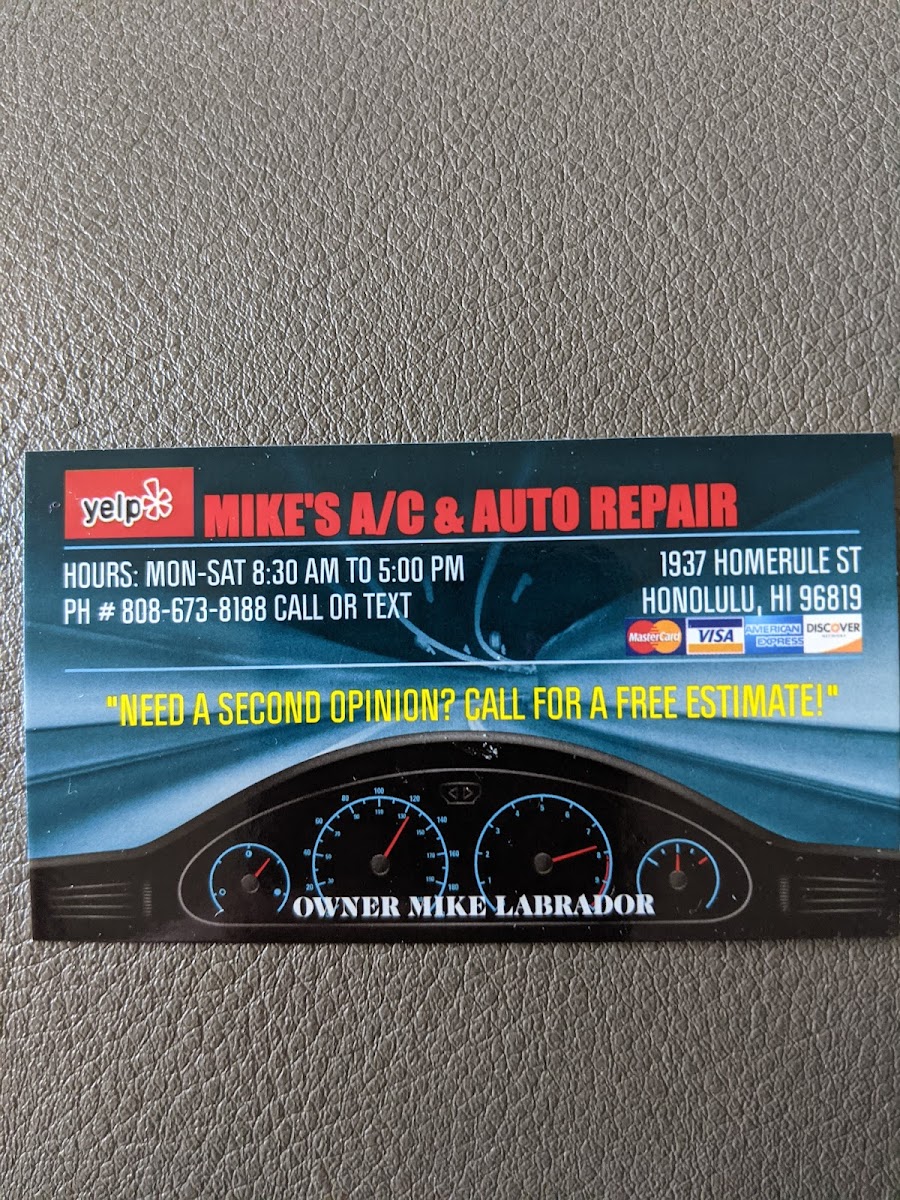 yelp
MIKE'S A/C & AUTO REPAIR
HOURS: MON-SAT 8:30 AM TO 5:00 PM
PH # 808-673-8188 CALL OR TEXT
1937 HOMERULE ST
HONOLULU, HI 96819
MasterCard
VISA
AMERICAN
EXPRESS
DISCOVER
NETWORK
"NEED A SECOND OPINION? CALL FOR A FREE ESTIMATE!"
OWNER MIKE LABRADOR